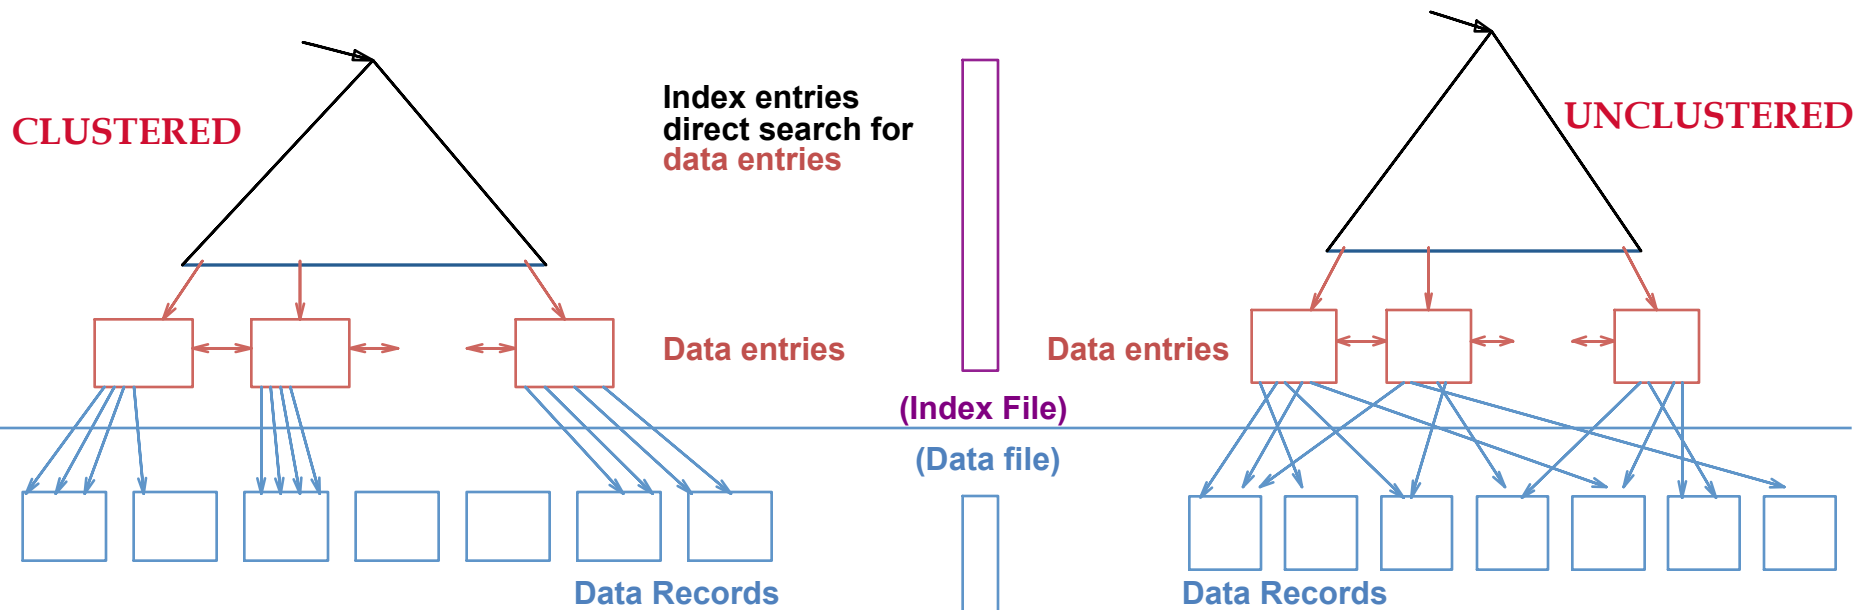 CLUSTERED
Index entries
direct search for
data entries
UNCLUSTERED
Data entries
Data entries
(Index File)
(Data file)
Data Records
Data Records